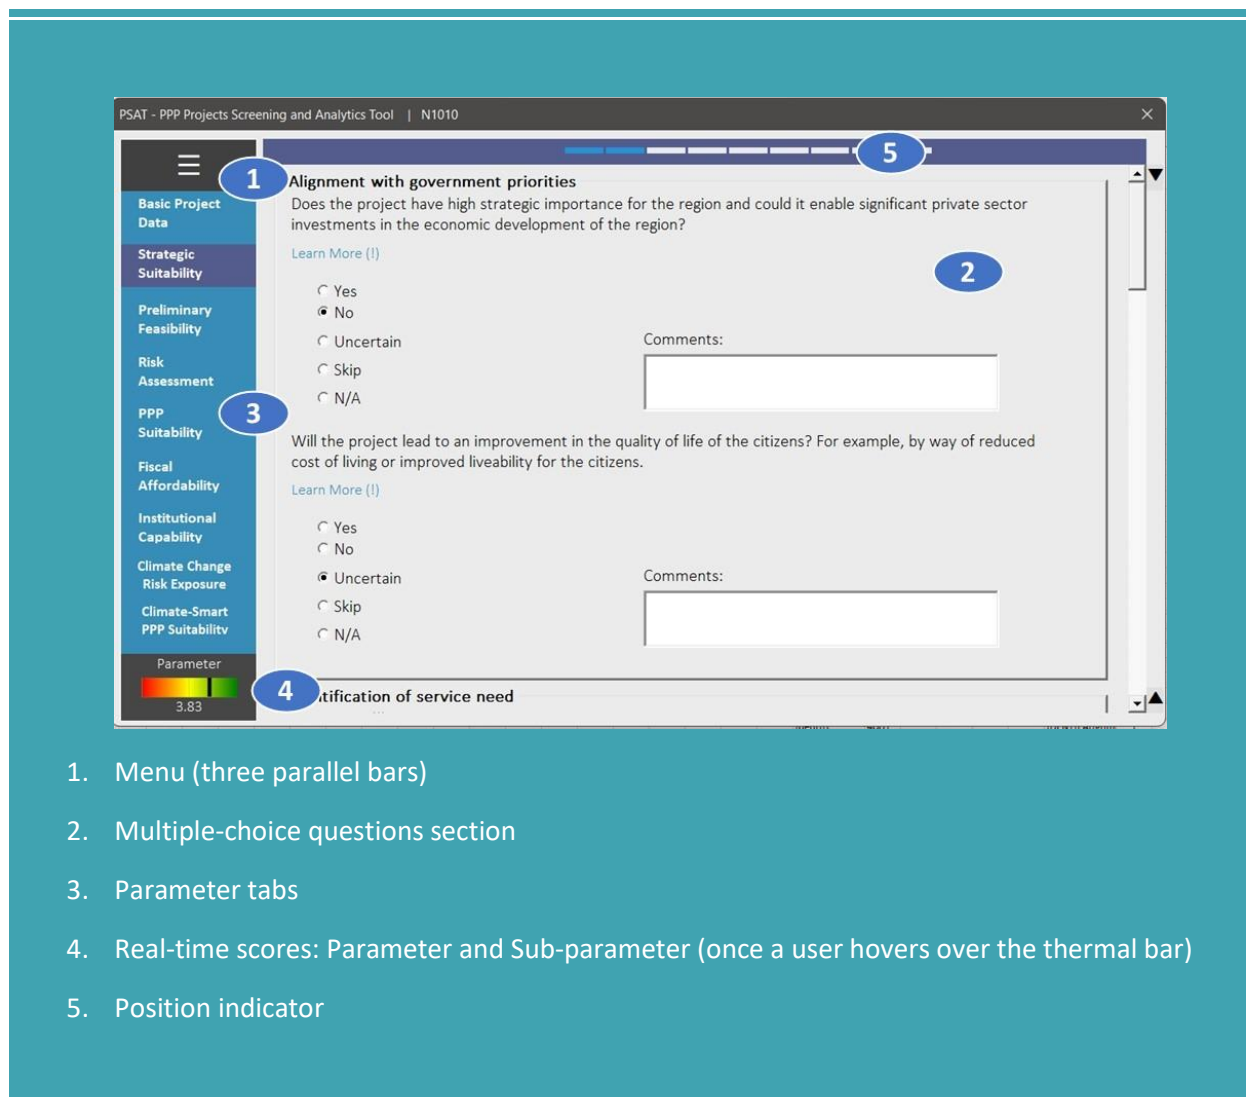 PSAT - PPP Projects Screening and Analytics Tool | N1010
5
1
Alignment with government priorities
Does the project have high strategic importance for the region and could it enable significant private sector
investments in the economic development of the region?
Learn More (!)
2
Yes
No
Uncertain
Skip
N/A
Comments:
Will the project lead to an improvement in the quality of life of the citizens? For example, by way of reduced
cost of living or improved liveability for the citizens.
Learn More (!)
Yes
No
Uncertain
Skip
N/A
Comments:
tification of service need
Basic Project
Data
Strategic
Suitability
Preliminary
Feasibility
Risk
Assessment
PPP
Suitability
3
Fiscal
Affordability
Institutional
Capability
Climate Change
Risk Exposure
Climate-Smart
PPP Suitability
Parameter
3.83
4
1. Menu (three parallel bars)
2. Multiple-choice questions section
3. Parameter tabs
4. Real-time scores: Parameter and Sub-parameter (once a user hovers over the thermal bar)
5. Position indicator